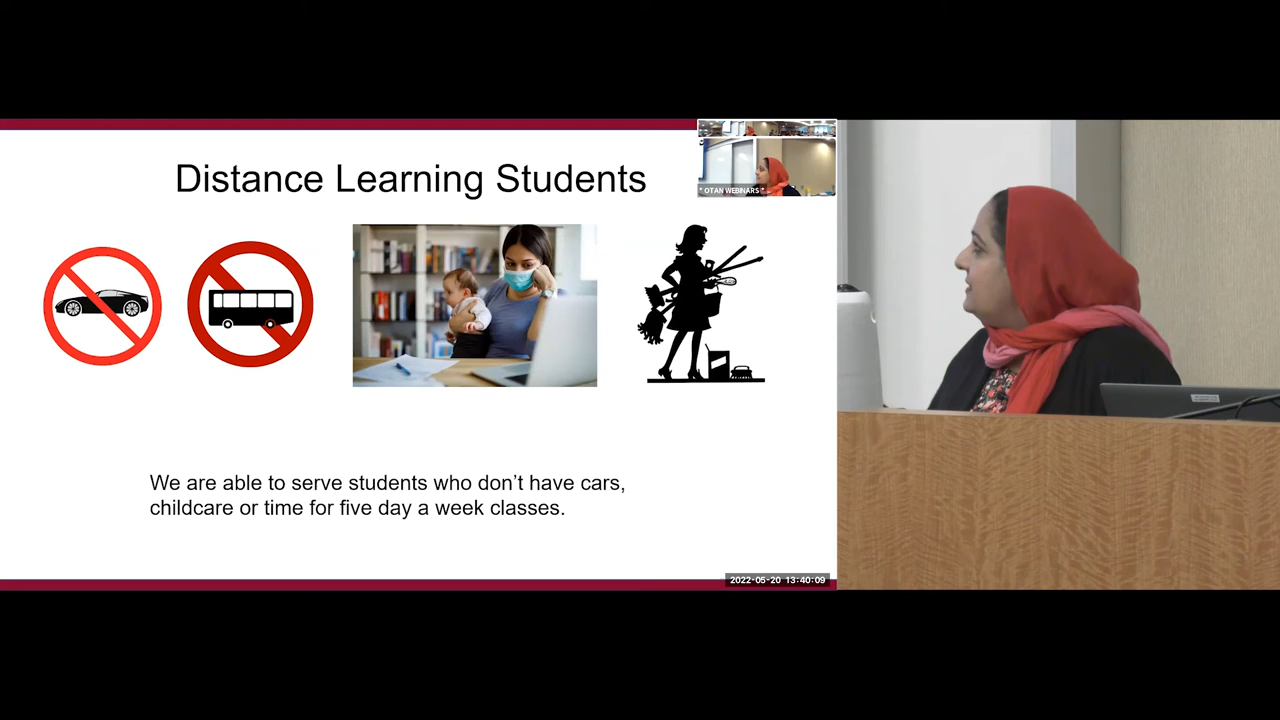 Distance Learning Students
* OTAN WEBINARS *
We are able to serve students who don't have cars,
childcare or time for five day a week classes.
2022-05-20 13:40:09